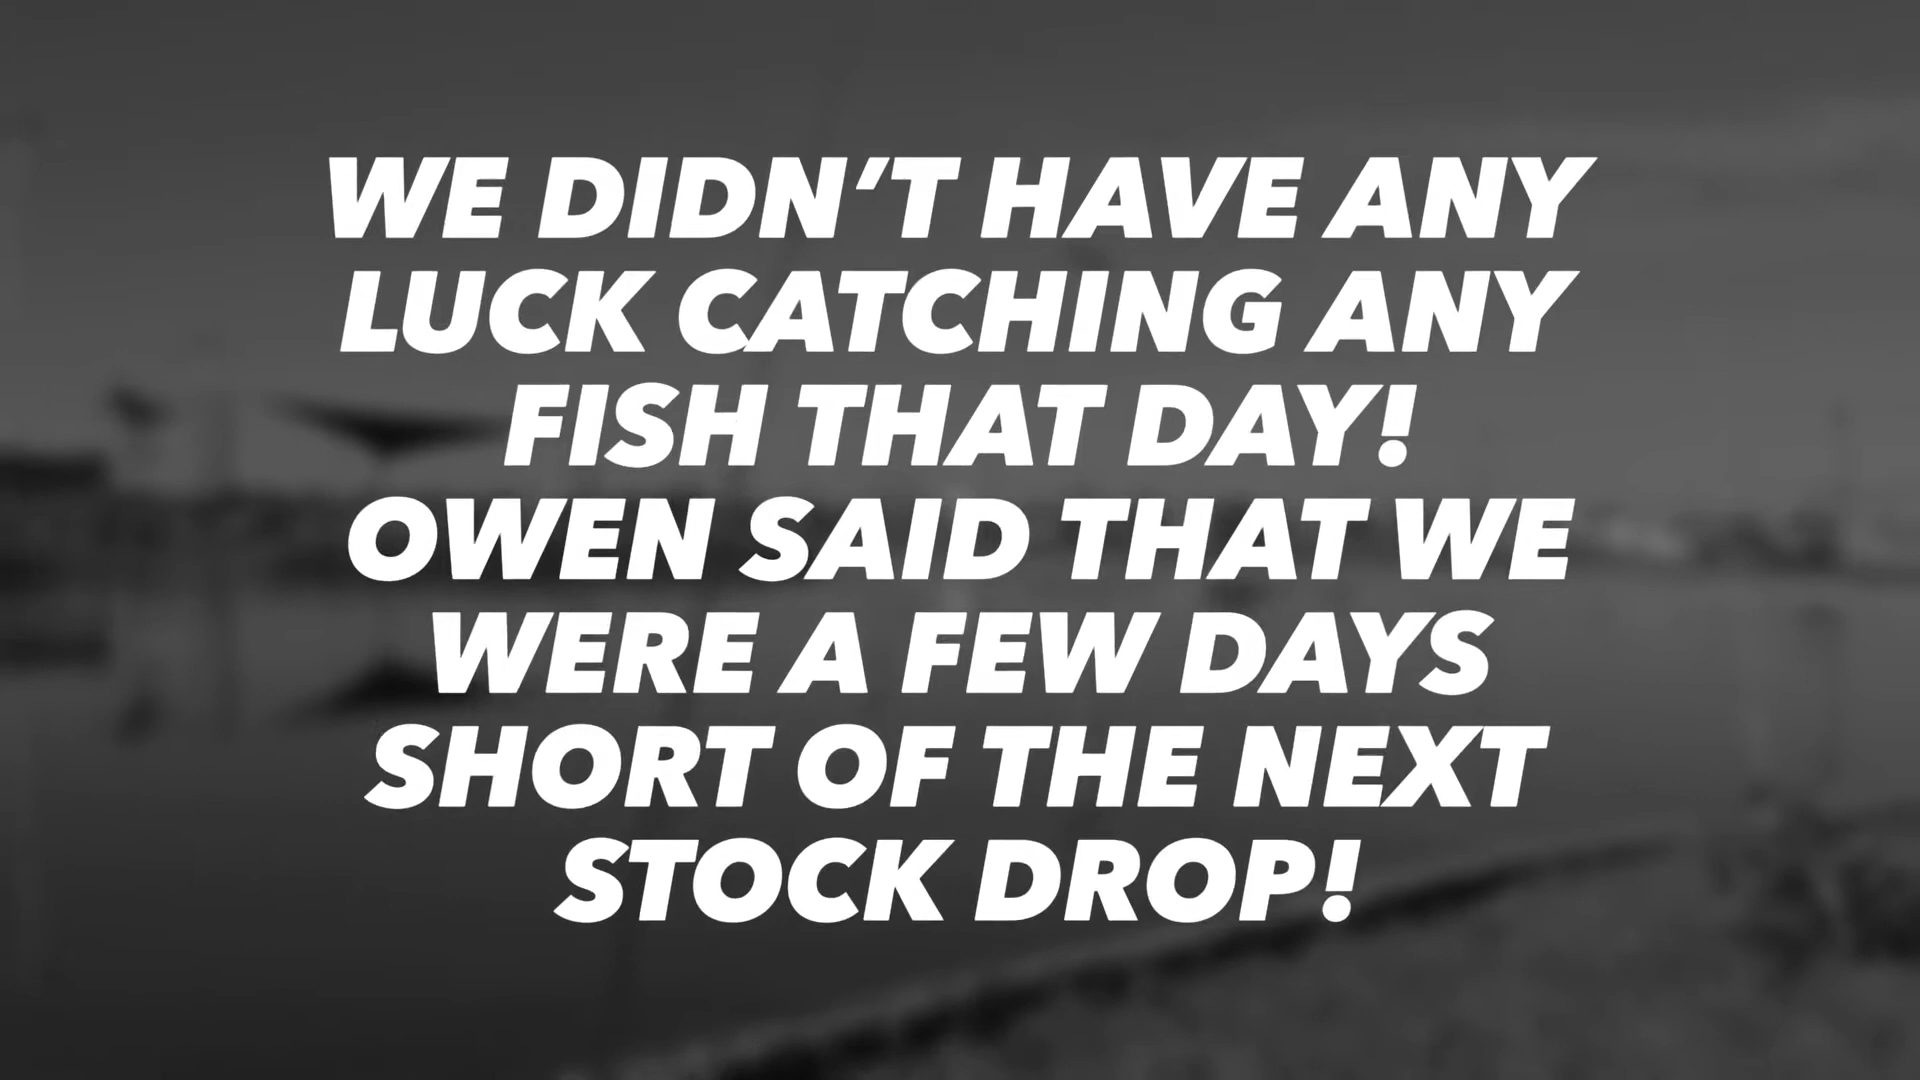 WE DIDN’T HAVE ANY
LUCK CATCHING ANY
FISH THAT DAY!
OWEN SAID THAT WE
WERE A FEW DAYS
SHORT OF THE NEXT
STOCK DROP!